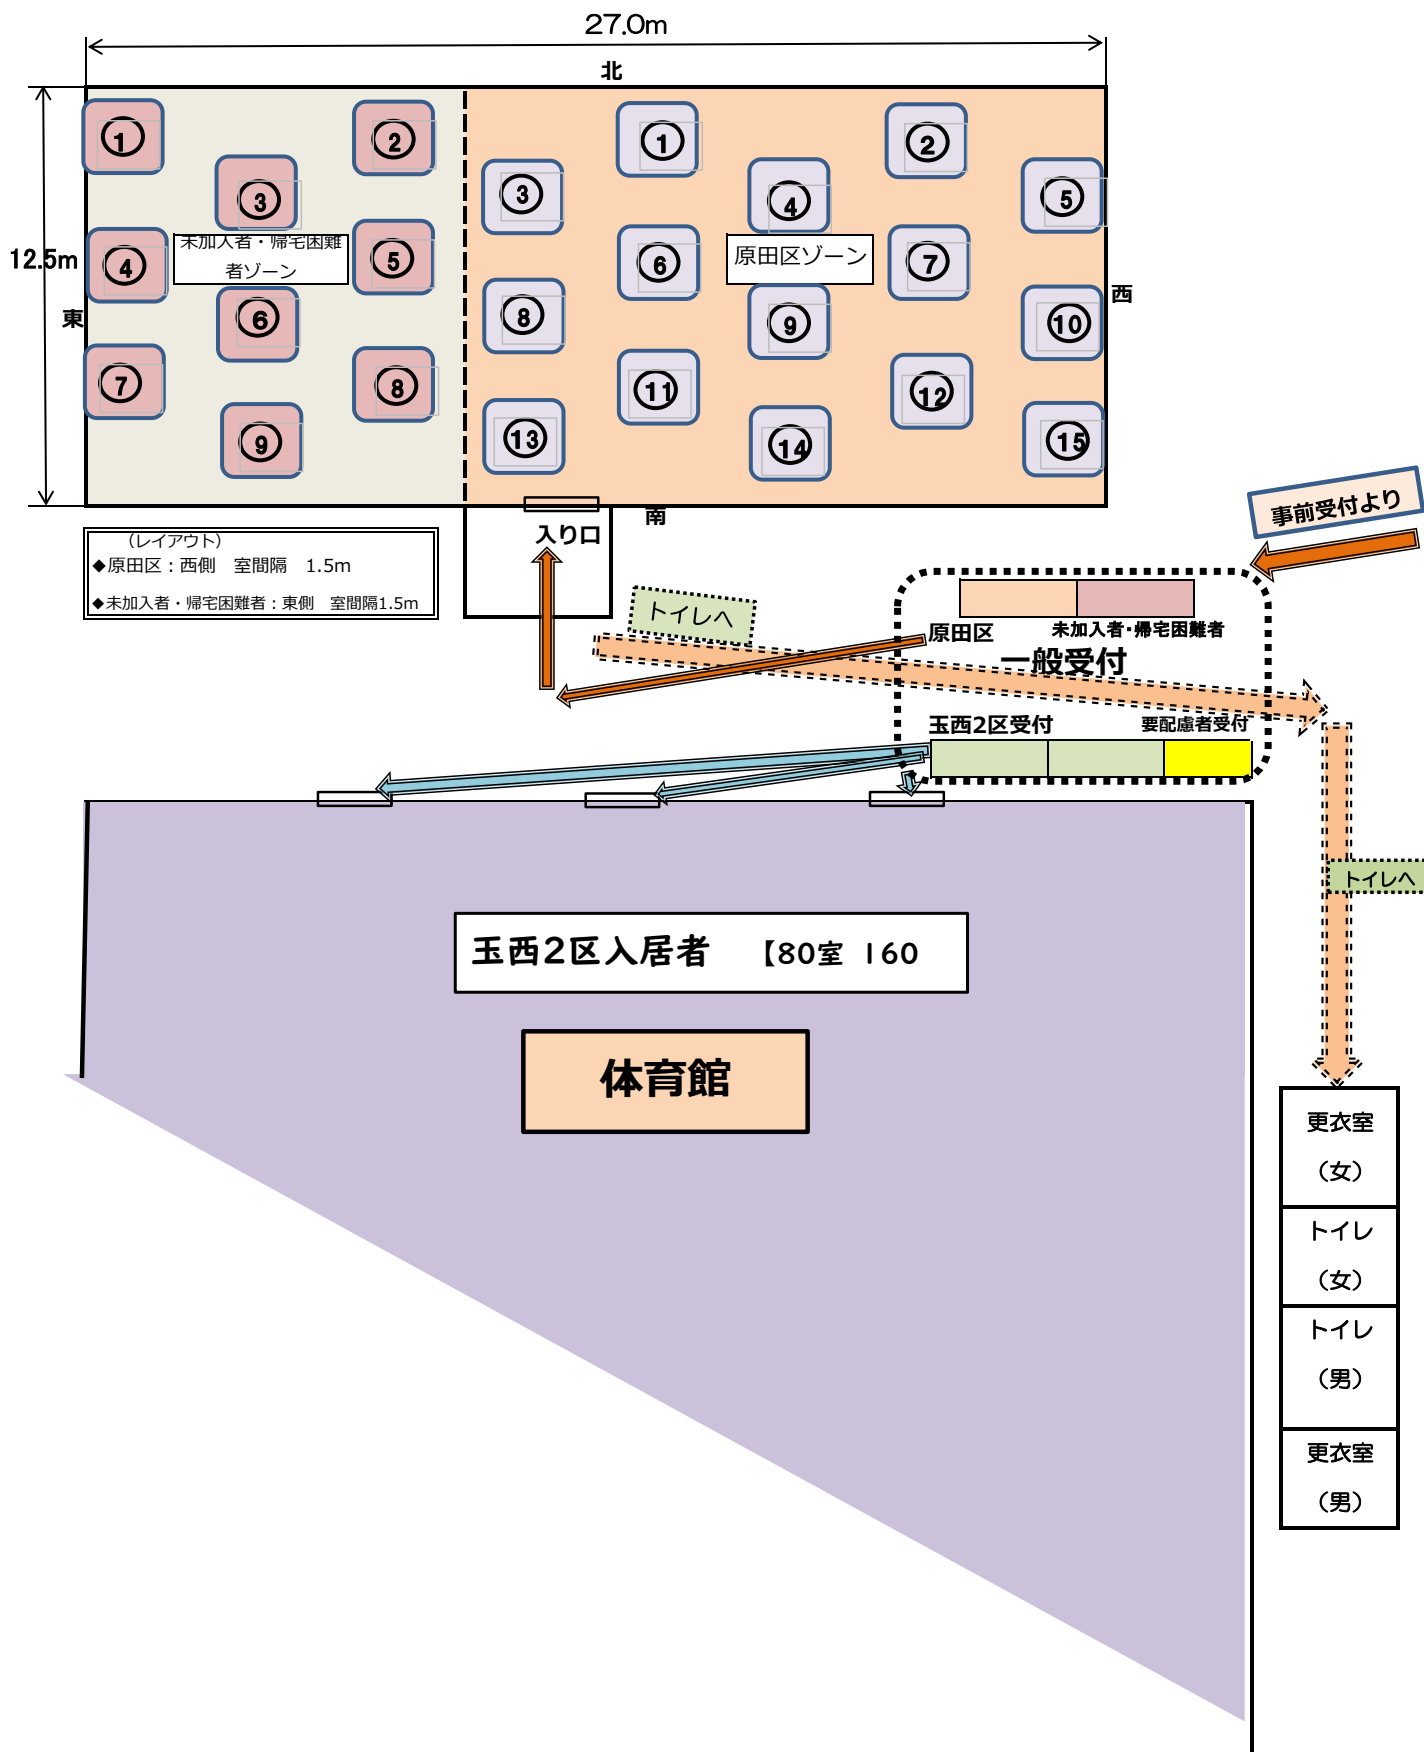 27.0m
北
① ② ① ②
③ ③ ④ ⑤
12.5m
未加入者・帰宅困難
者ゾーン
④ ⑤ ⑥ 原田区ゾーン ⑦
東
西
⑥ ⑧ ⑨ ⑩
⑦ ⑧ ⑪ ⑫
⑨ ⑬ ⑭ ⑮
南
入り口
（レイアウト）
◆原田区：西側　室間隔　1.5m
◆未加入者・帰宅困難者：東側　室間隔1.5m
事前受付より
トイレへ
原田区
未加入者・帰宅困難者
一般受付
玉西2区受付
要配慮者受付
トイレへ
玉西2区入居者　【80室 160
体育館
更衣室
（女）
トイレ
（女）
トイレ
（男）
更衣室
（男）